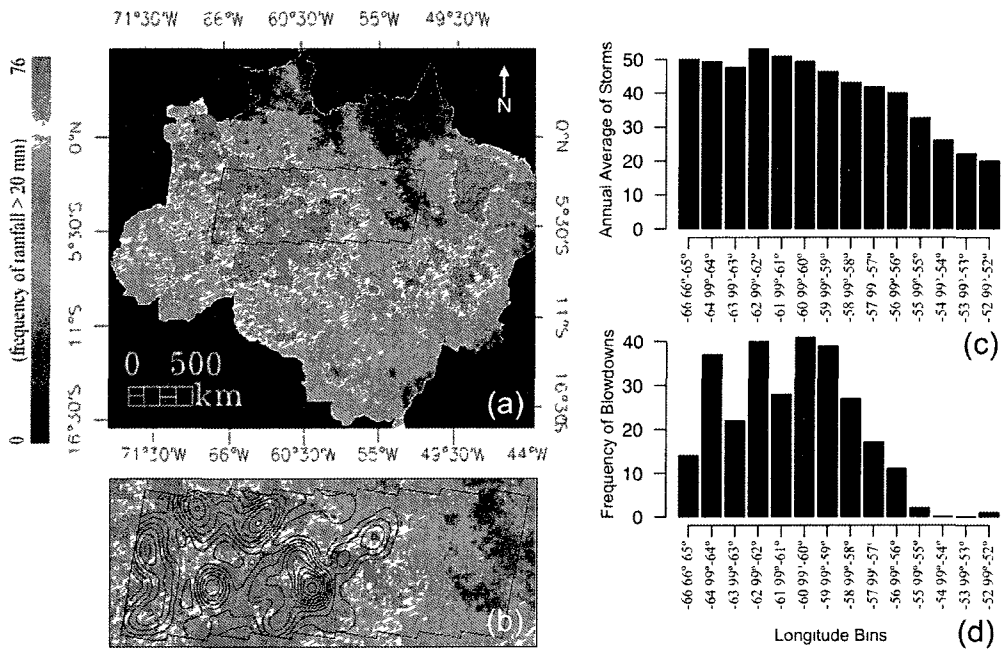 71°30'W 66°W 60°30'W 55°W 49°30'W
76
(frequency of rainfall > 20 mm)
0
N
0°N
5°30'S
11°S
16°30'S
0°N
5°30'S
11°S
16°30S
0 500
km
(a)
71°30'W 66°W 60°30'W 55°W 49°30'W 44°W
(b)
Annual Average of Storms
50
40
30
20
10
0
-66 66°-65°
-64 99°-64°
-63 99°-63°
-62 99°-62°
-61 99°-61°
-60 99°-60°
-59 99°-59°
-58 99°-58°
-57 99 -57°
-56 99°-56°
-55 99°-55°
-54 99°-54°
-53 99°-53°
-52 99°-52°
(c)
Frequency of Blowdowns
40
30
20
10
0
-66 66° 65°
-64 99°-64°
-63 99°-63°
-62 99°-62°
-61 99°-61°
-60 99°-60°
-59 99°-59°
-58 99°-58°
-57 99°-57'
-56 99°-56°
-55 99°-55°
-54 99°-54°
-53 99°-53°
-52 99°-52°
Longitude Bins
(d)